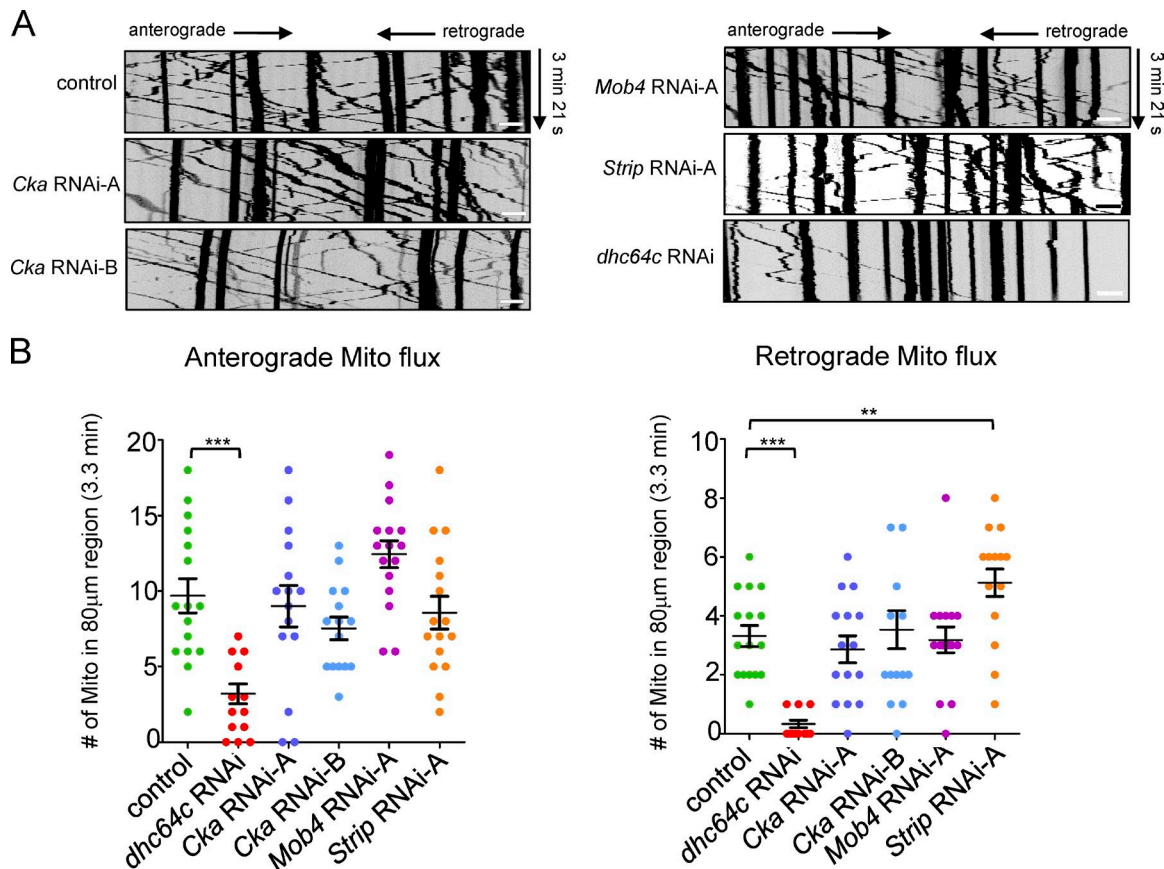 A
anterograde
retrograde
control
3 min 21 s
Cka RNAi-A
Cka RNAi-B
anterograde
retrograde
Mob4 RNAi-A
3 min 21 s
Strip RNAi-A
dhc64c RNAi
B
Anterograde Mito flux
# of Mito in 80µm region (3.3 min)
20
15
10
5
0
***
control
dhc64c RNAi
Cka RNAi-A
Cka RNAi-B
Mob4 RNAi-A
Strip RNAi-A
Retrograde Mito flux
# of Mito in 80µm region (3.3 min)
10
8
6
4
2
0
**
***
control
dhc64c RNAi
Cka RNAi-A
Cka RNAi-B
Mob4 RNAi-A
Strip RNAi-A